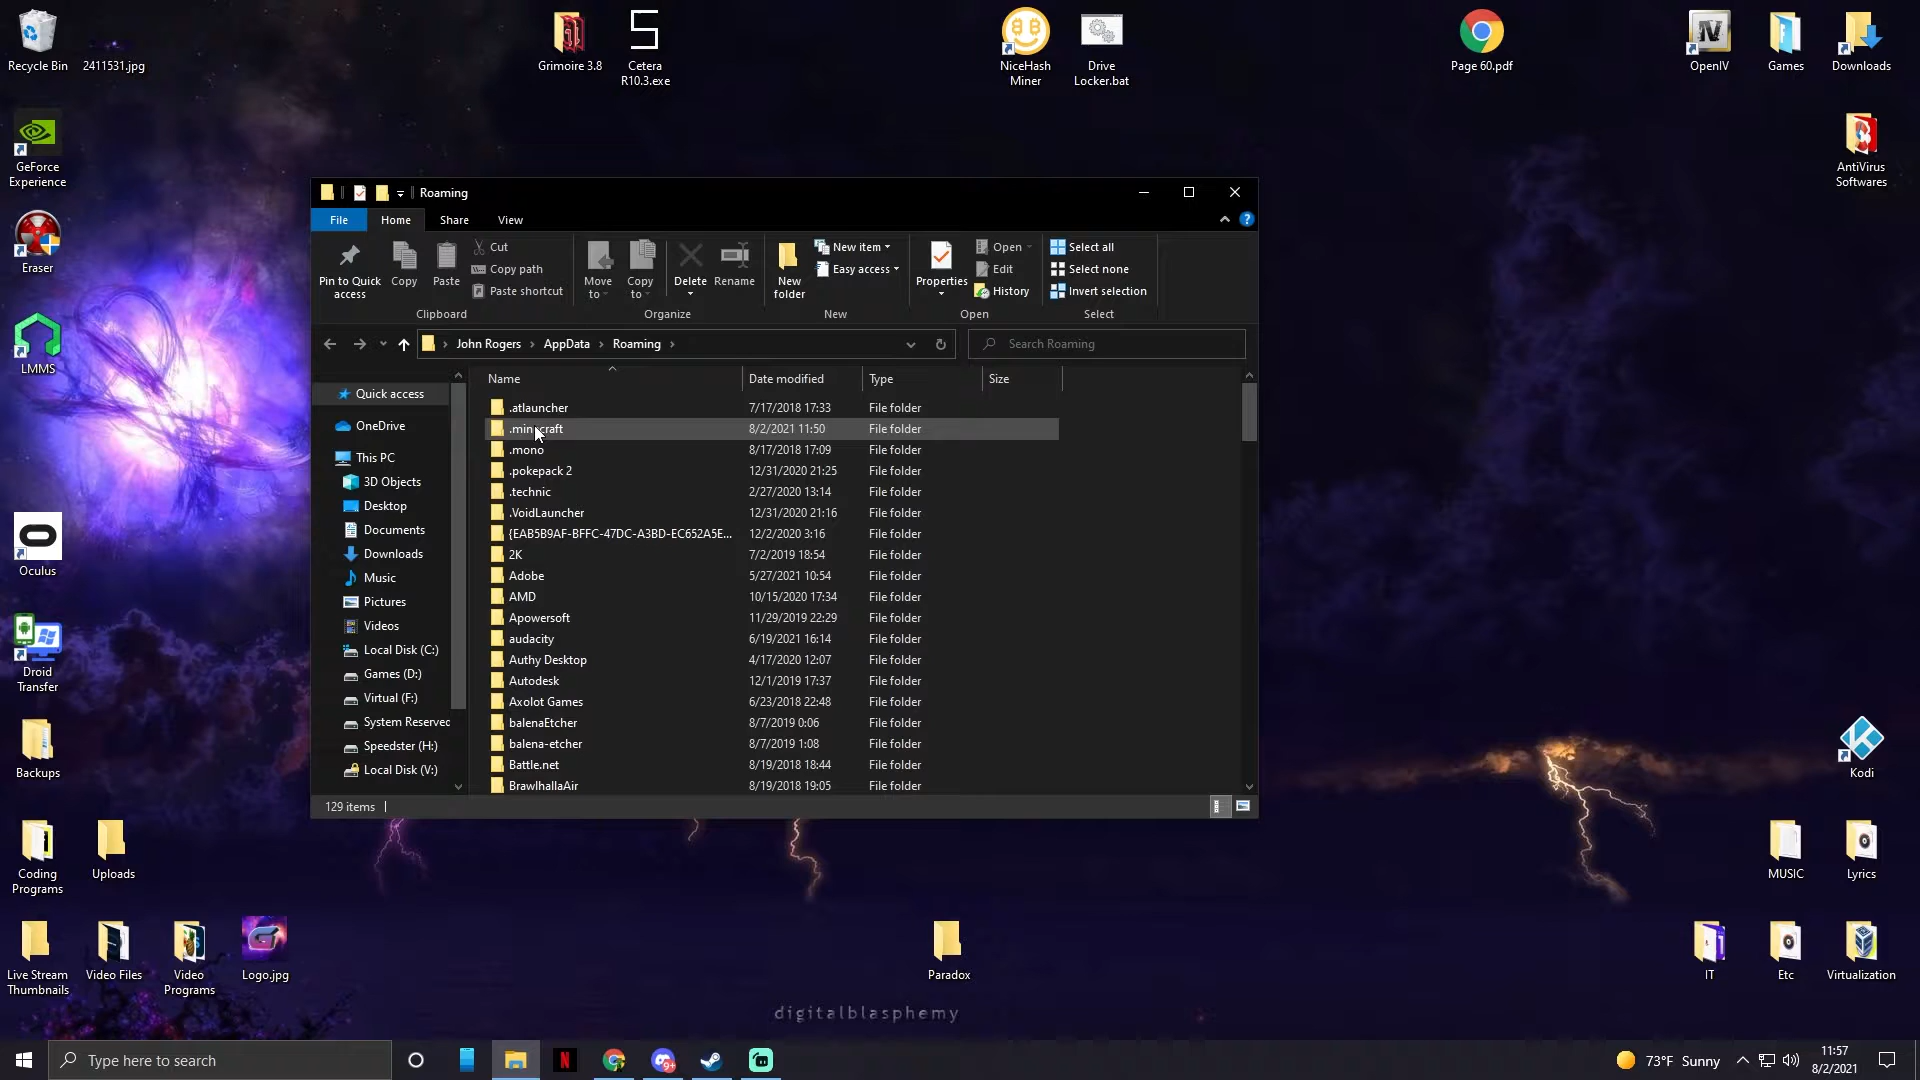 Recycle Bin
2411531.jpg
Grimoire 3.8
Cetera
R10.3.exe
NiceHash
Miner
Drive
Locker.bat
Page 60.pdf
OpenIV
Games
Downloads
GeForce
Experience
AntiVirus
Softwares
Eraser
LMMS
Oculus
Droid
Transfer
Backups
Kodi
Coding
Programs
Uploads
MUSIC
Lyrics
Live Stream
Thumbnails
Video Files
Video
Programs
Logo.jpg
Paradox
IT
Etc
Virtualization
Roaming
File
Home
Share
View
Pin to Quick
access
Copy
Paste
Cut
Copy path
Paste shortcut
Clipboard
Move
to
Copy
to
Delete
Rename
Organize
New
folder
New item
Easy access
New
Properties
Open
Edit
History
Open
Select all
Select none
Invert selection
Select
John Rogers > AppData > Roaming >
Search Roaming
Name Date modified Type Size
Quick access
OneDrive
This PC
3D Objects
Desktop
Documents
Downloads
Music
Pictures
Videos
Local Disk (C:)
Games (D:)
Virtual (F:)
System Reserved
Speedster (H:)
Local Disk (V:)
.atlauncher 7/17/2018 17:33 File folder
.minecraft 8/2/2021 11:50 File folder
.mono 8/17/2018 17:09 File folder
.pokepack 2 12/31/2020 21:25 File folder
.technic 2/27/2020 13:14 File folder
.VoidLauncher 12/31/2020 21:16 File folder
{EAB5B9AF-BFFC-47DC-A3BD-EC652A5E... 12/2/2020 3:16 File folder
2K 7/2/2019 18:54 File folder
Adobe 5/27/2021 10:54 File folder
AMD 10/15/2020 17:34 File folder
Apowersoft 11/29/2019 22:29 File folder
audacity 6/19/2021 16:14 File folder
Authy Desktop 4/17/2020 12:07 File folder
Autodesk 12/1/2019 17:37 File folder
Axolot Games 6/23/2018 22:48 File folder
balenaEtcher 8/7/2019 0:06 File folder
balena-etcher 8/7/2019 1:08 File folder
Battle.net 8/19/2018 18:44 File folder
BrawlhallaAir 8/19/2018 19:05 File folder
129 items
digitalblasphemy
Type here to search
73°F Sunny
11:57
8/2/2021